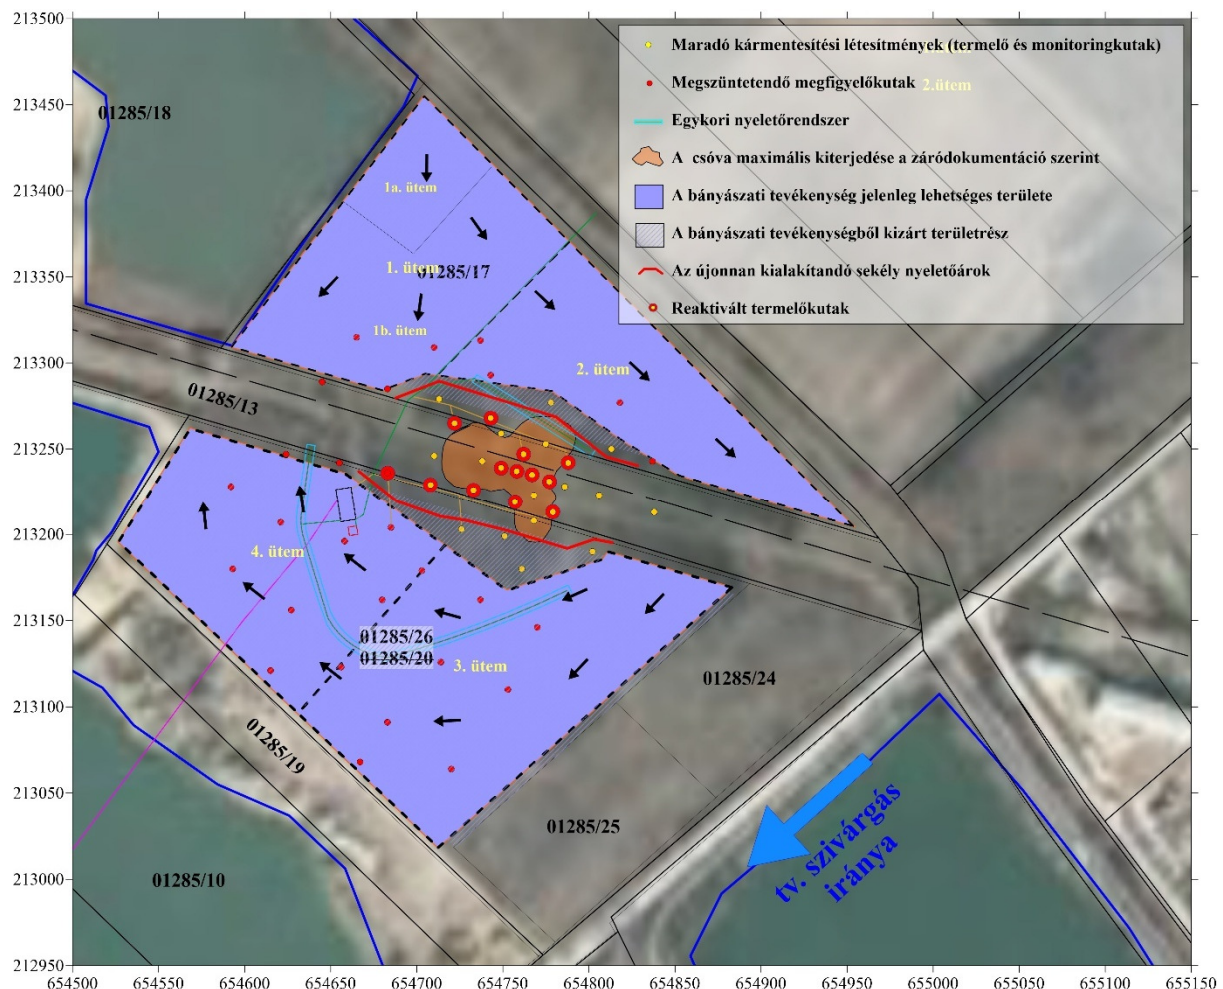 213500
213450
213400
213350
213300
213250
213200
213150
213100
213050
213000
212950
654500
654550
654600
654650
654700
654750
654800
654850
654900
654950
655000
655050
655100
655150
Maradó kármentesítési létesítmények (termelő és monitoringkutak)
Megszüntetendő megfigyelőkutak
2.ütem
Egykori nyeletőrendszer
A csóva maximális kiterjedése a záródokumentáció szerint
A bányászati tevékenység jelenleg lehetséges területe
A bányászati tevékenységből kizárt területrész
Az újonnan kialakítandó sekély nyeletőárok
Reaktivált termelőkutak
01285/18
1a. ütem
1. ütem
01285/17
1b. ütem
2. ütem
01285/13
4. ütem
01285/26
01285/20
3. ütem
01285/24
01285/19
01285/25
01285/10
tv. szivárgás
iránya